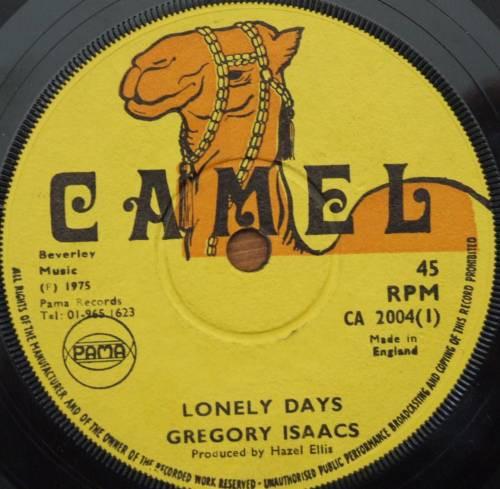 CAMEL
Beverley
Music
(P) 1975
Pama Records
Tel: 01-965 1623
PAMA
45
RPM
CA 2004(1)
Made in
England
LONELY DAYS
GREGORY ISAACS
Produced by Hazel Ellis
ALL RIGHTS OF THE MANUFACTURER AND OF THE OWNER OF THE RECORDED WORK RESERVED - UNAUTHORISED PUBLIC PERFORMANCE BROADCASTING AND COPYING OF THIS RECORD PROHIBITED